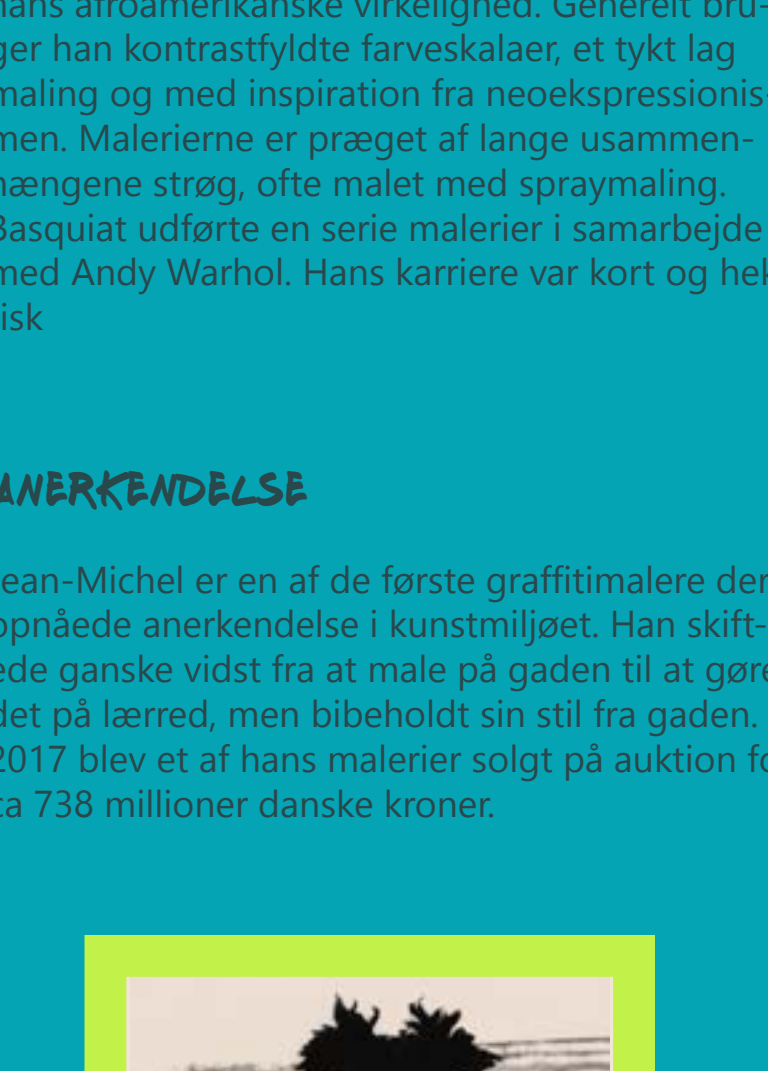 hans afroamerikanske virkelighed. Generelt bru-
ger han kontrastfyldte farveskalaer, et tykt lag
maling og med inspiration fra neoekspressionis-
men. Malerierne er præget af lange usammen-
hængene strøg, ofte malet med spraymaling.
Basquiat udførte en serie malerier i samarbejde
med Andy Warhol. Hans karriere var kort og hek
tisk
ANERKENDELSE
Jean-Michel er en af de første graffitimalere der
opnåede anerkendelse i kunstmiljøet. Han skift-
ede ganske vidst fra at male på gaden til at gøre
det på lærred, men bibeholdt sin stil fra gaden.
2017 blev et af hans malerier solgt på auktion fo
ca 738 millioner danske kroner.